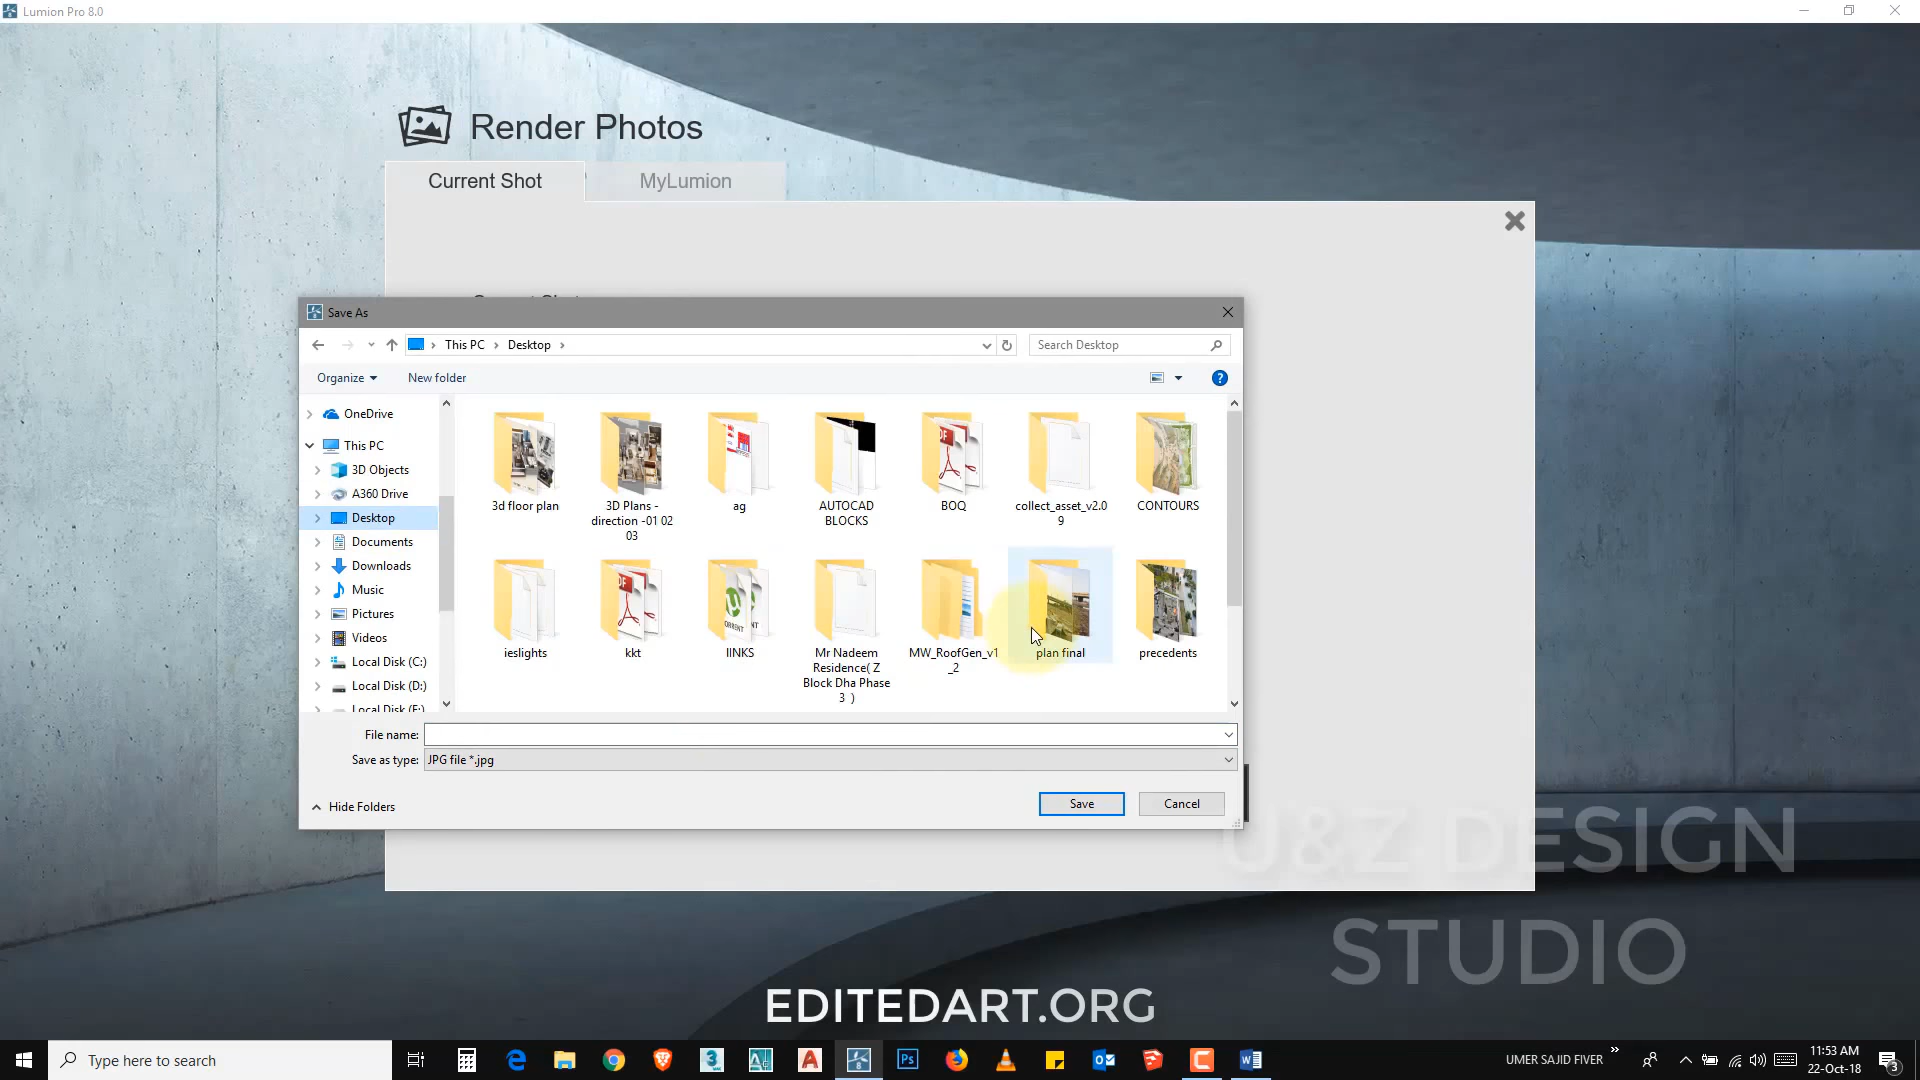 Lumion Pro 8.0
Render Photos
Current Shot
MyLumion
Save As
This PC
Desktop
Search Desktop
Organize
New folder
OneDrive
This PC
3D Objects
A360 Drive
Desktop
Documents
Downloads
Music
Pictures
Videos
Local Disk (C:)
Local Disk (D:)
3d floor plan
3D Plans -
direction -01 02
03
ag
AUTOCAD
BLOCKS
BOQ
collect_asset_v2.0
9
CONTOURS
ieslights
kkt
lINKS
Mr Nadeem
Residence( Z
Block Dha Phase
3 )
MW_RoofGen_v1
_2
plan final
precedents
File name:
Save as type:
JPG file *.jpg
Hide Folders
Save
Cancel
U&Z DESIGN
STUDIO
EDITEDART.ORG
Type here to search
UMER SAJID FIVER
11:53 AM
22-Oct-18
3